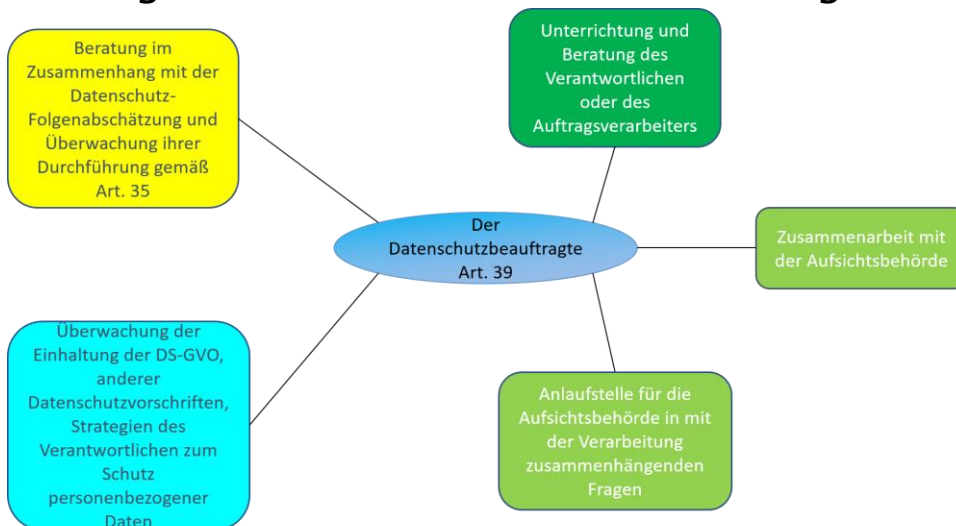 Beratung im
Zusammenhang mit der
Datenschutz-
Folgenabschätzung und
Überwachung ihrer
Durchführung gemäß
Art. 35
Unterrichtung und
Beratung des
Verantwortlichen
oder des
Auftragsverarbeiters
Der
Datenschutzbeauftragte
Art. 39
Zusammenarbeit mit
der Aufsichtsbehörde
Überwachung der
Einhaltung der DS-GVO,
anderer
Datenschutzvorschriften,
Strategien des
Verantwortlichen zum
Schutz
personenbezogener
Daten
Anlaufstelle für die
Aufsichtsbehörde in mit
der Verarbeitung
zusammenhängenden
Fragen